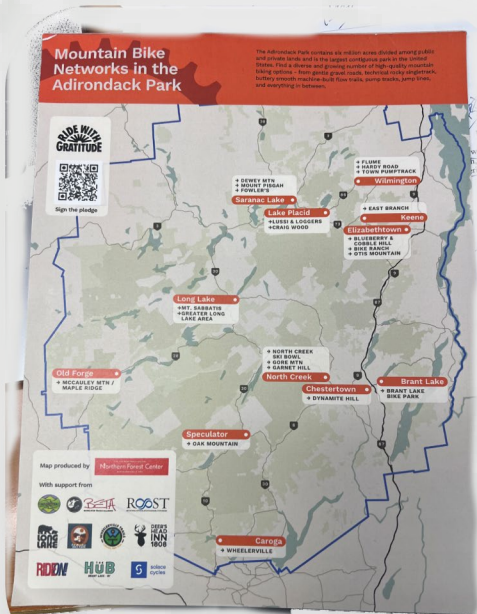 Mountain Bike
Networks in the
Adirondack Park
The Adirondack Park contains six million acres divided among public
and private lands and is the largest contiguous park in the United
States. Find a diverse and growing number of high-quality mountain
biking options - from gentle gravel roads, technical rocky singletrack,
buttery smooth machine-built flow trails, pump tracks, jump lines,
and everything in between.
RIDE WITH
GRATITUDE
Sign the pledge
→ DEWEY MTN
→ MOUNT PISGAH
→ FOWLER'S
Saranac Lake
→ FLUME
→ HARDY ROAD
→ TOWN PUMPTRACK
Wilmington
Lake Placid
→ LUSSI & LOGGERS
→ CRAIG WOOD
→ EAST BRANCH
Keene
Elizabethtown
→ BLUEBERRY &
COBBLE HILL
→ BIKE RANCH
→ OTIS MOUNTAIN
Long Lake
→ MT. SABBATIS
→ GREATER LONG
LAKE AREA
Old Forge
→ MCCAULEY MTN /
MAPLE RIDGE
→ NORTH CREEK
SKI BOWL
→ GORE MTN
→ GARNET HILL
North Creek
Chestertown
→ DYNAMITE HILL
Brant Lake
→ BRANT LAKE
BIKE PARK
Speculator
→ OAK MOUNTAIN
Caroga
→ WHEELERVILLE
Map produced by
Northern Forest Center
With support from
BETA
ROOST
LONG
LAKE
DEER'S
HEAD
INN
1808
RIDEON!
HUB
solace
cycles